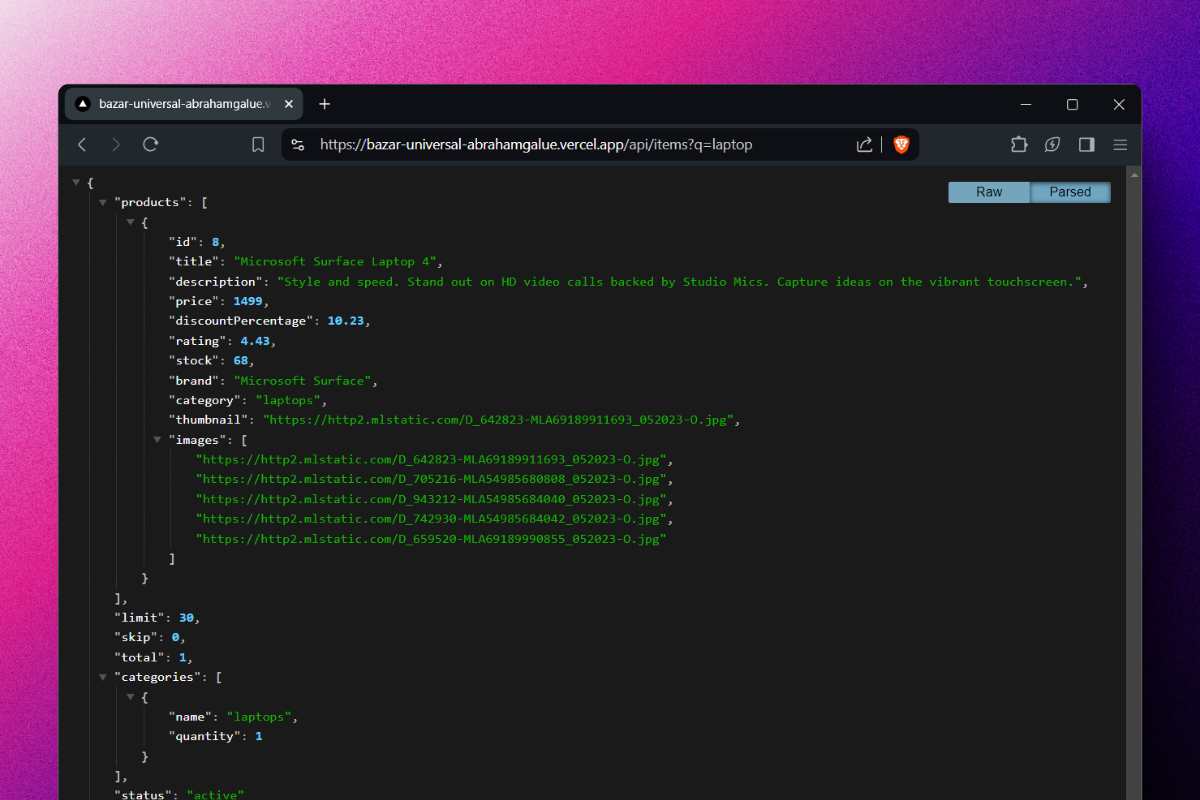 bazar-universal-abrahamgalue.v
https://bazar-universal-abrahamgalue.vercel.app/api/items?q=laptop
Raw
Parsed
{
"products": [
{
"id": 8,
"title": "Microsoft Surface Laptop 4",
"description": "Style and speed. Stand out on HD video calls backed by Studio Mics. Capture ideas on the vibrant touchscreen.",
"price": 1499,
"discountPercentage": 10.23,
"rating": 4.43,
"stock": 68,
"brand": "Microsoft Surface",
"category": "laptops",
"thumbnail": "https://http2.mlstatic.com/D_642823-MLA69189911693_052023-O.jpg",
"images": [
"https://http2.mlstatic.com/D_642823-MLA69189911693_052023-O.jpg",
"https://http2.mlstatic.com/D_705216-MLA54985680808_052023-O.jpg",
"https://http2.mlstatic.com/D_943212-MLA54985684040_052023-O.jpg",
"https://http2.mlstatic.com/D_742930-MLA54985684042_052023-O.jpg",
"https://http2.mlstatic.com/D_659520-MLA69189990855_052023-O.jpg"
]
}
],
"limit": 30,
"skip": 0,
"total": 1,
"categories": [
{
"name": "laptops",
"quantity": 1
}
],
"status": "active"